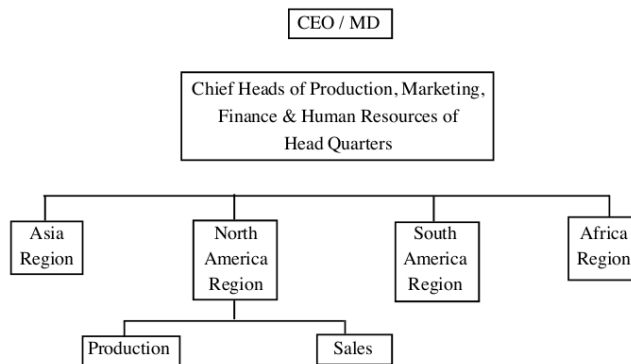 CEO / MD
Chief Heads of Production, Marketing,
Finance & Human Resources of
Head Quarters
Asia
Region
North
America
Region
South
America
Region
Africa
Region
Production
Sales